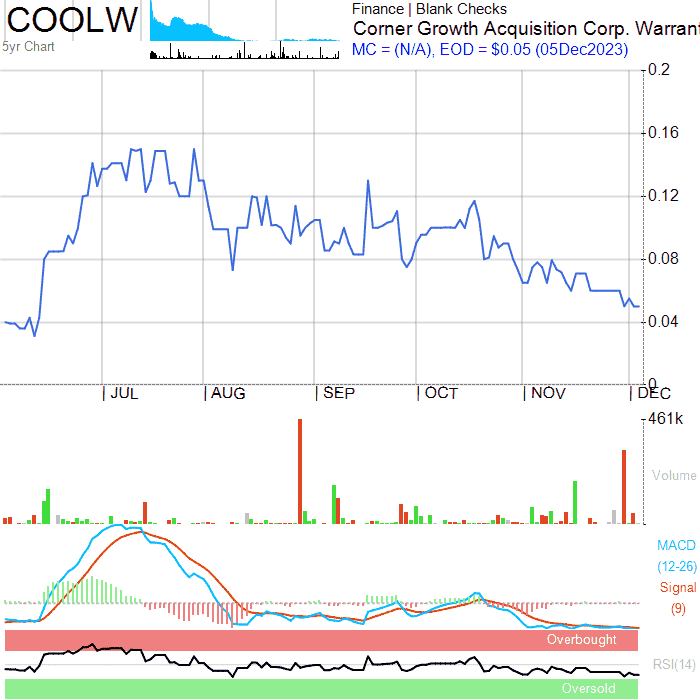 COOLW
5yr Chart
Finance | Blank Checks
Corner Growth Acquisition Corp. Warrant
MC = (N/A), EOD = $0.05 (05Dec2023)
0.2
0.16
0.12
0.08
0.04
0
| JUL | AUG | SEP | OCT | NOV | DEC
461k
Volume
MACD
(12-26)
Signal
(9)
Overbought
RSI(14)
Oversold